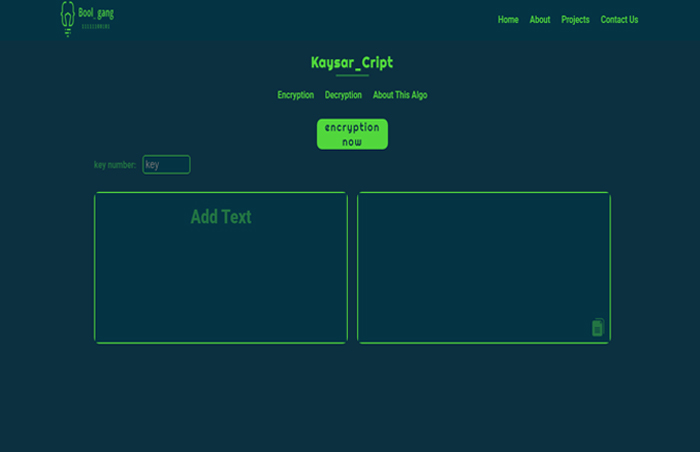 Bool_gang
Home About Projects Contact Us
Kaysar_Cript
Encryption Decryption About This Algo
encryption
now
key number: key
Add Text